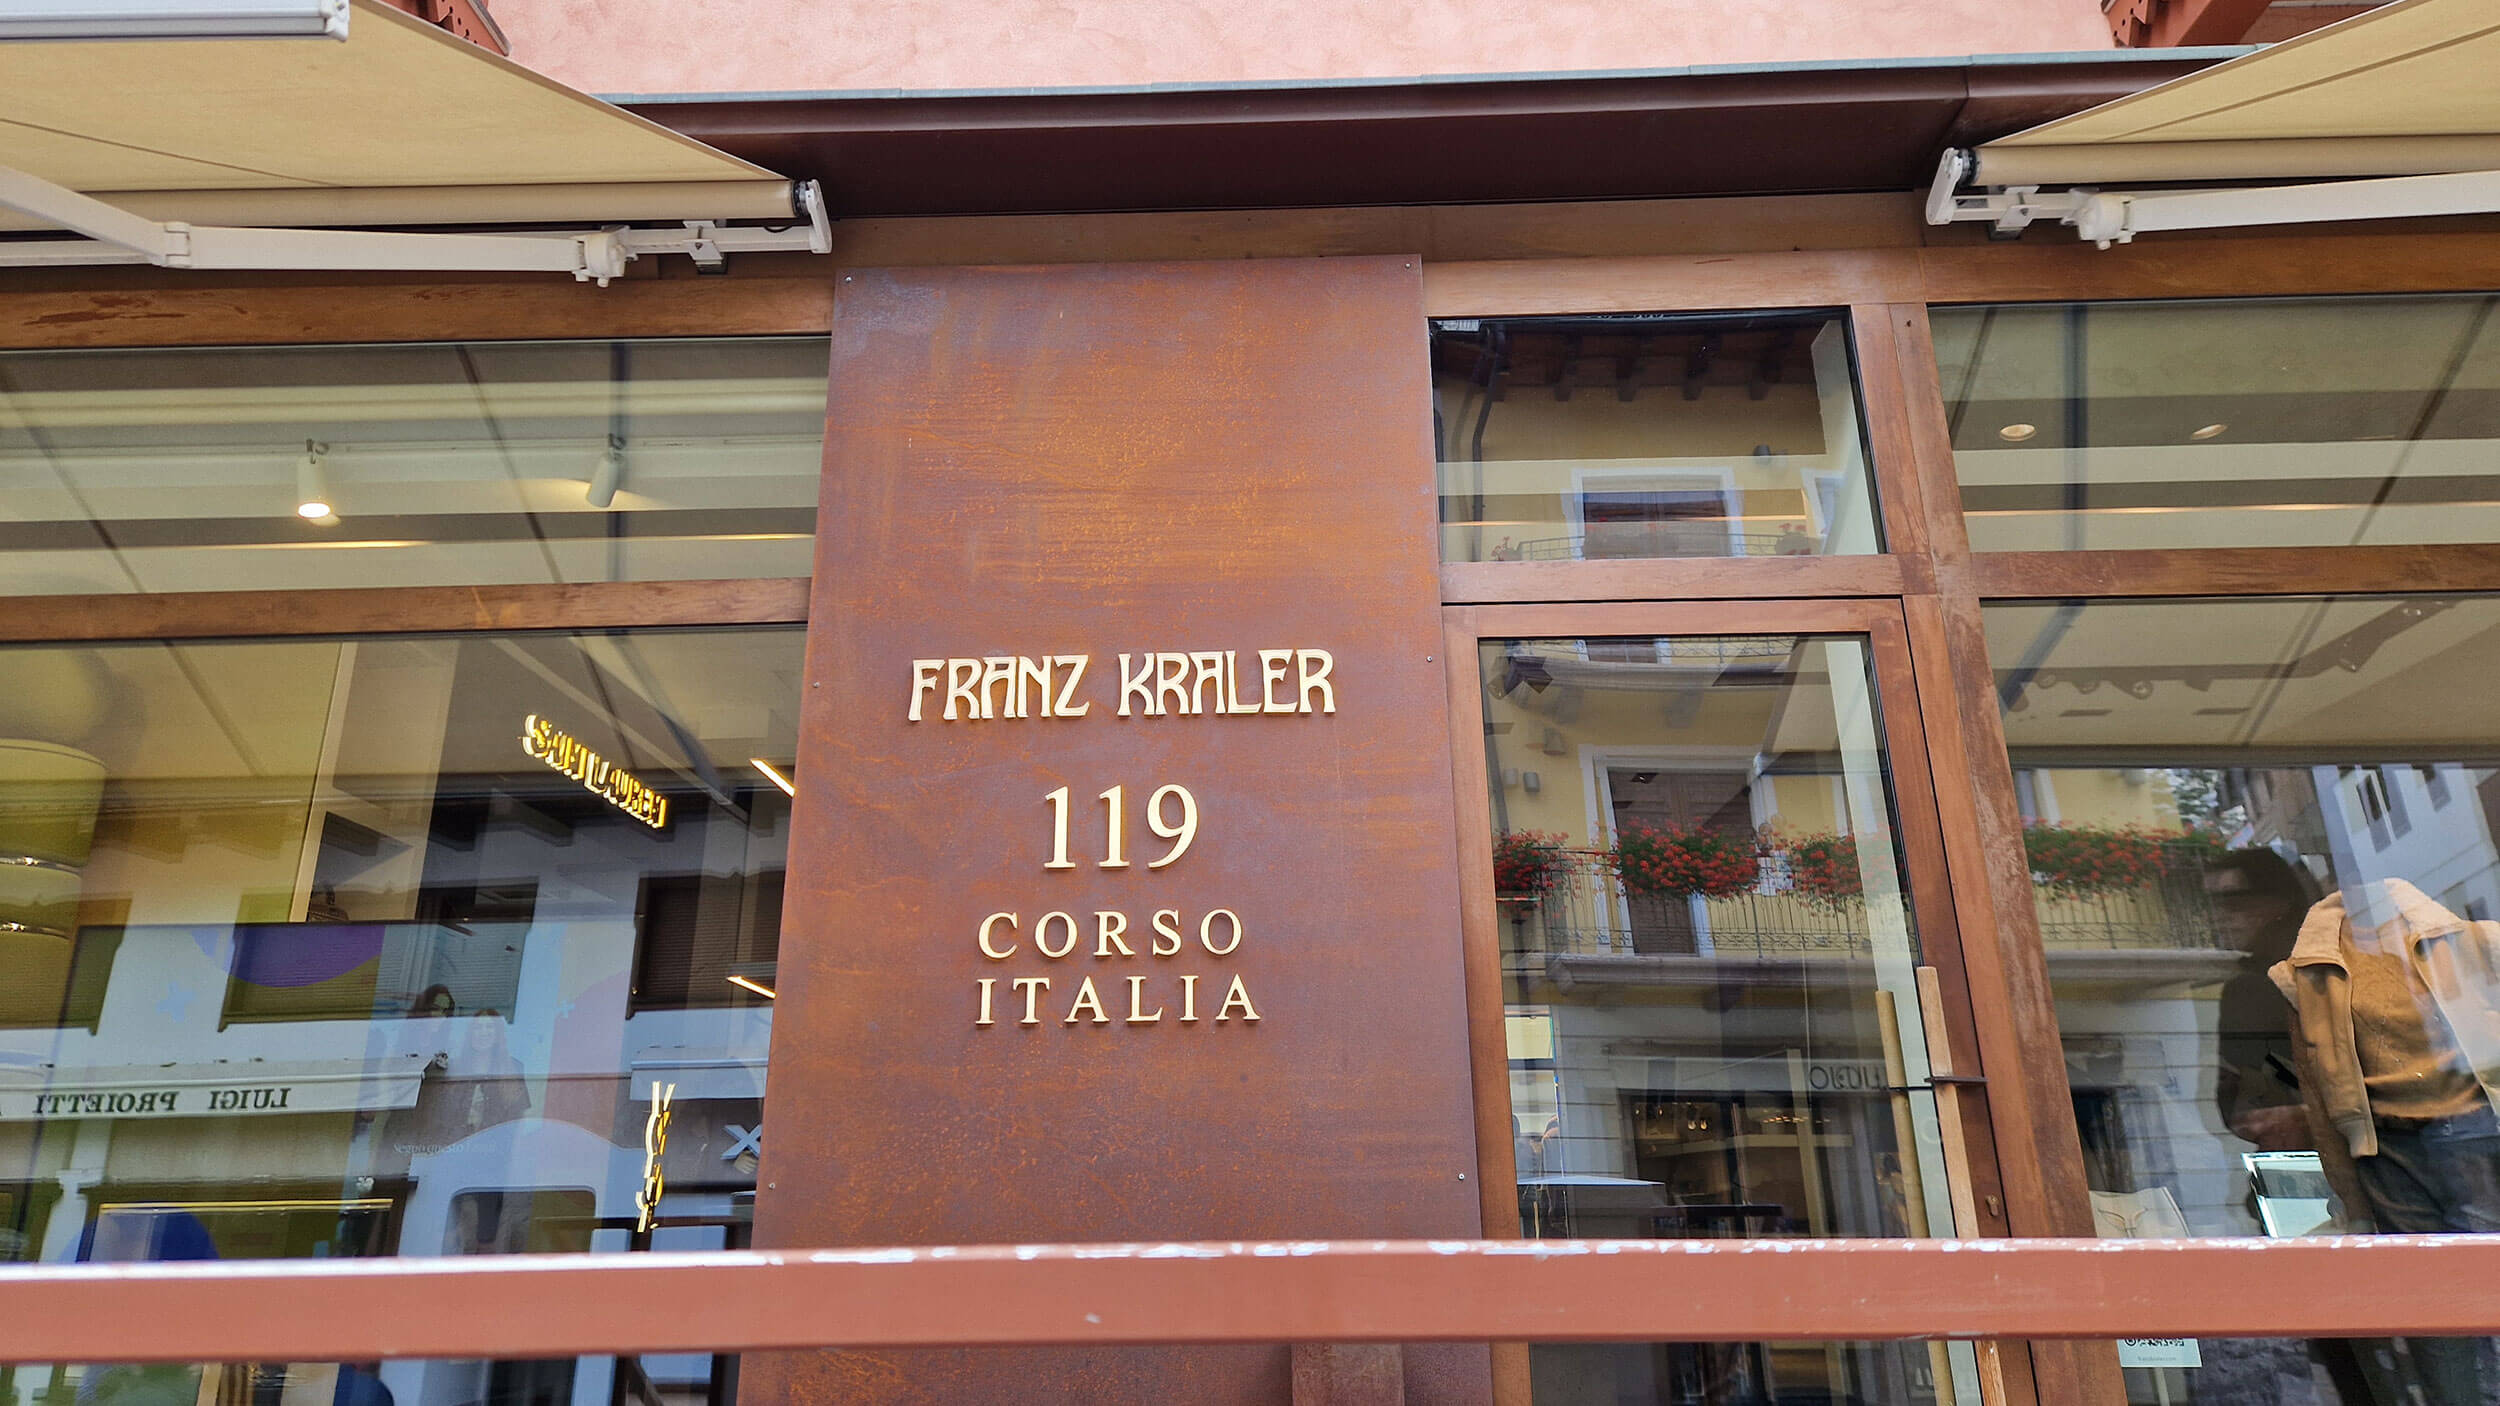 FRANZ KRALER
119
CORSO
ITALIA
SAINT LAURENT
LUIGI PROIETTI